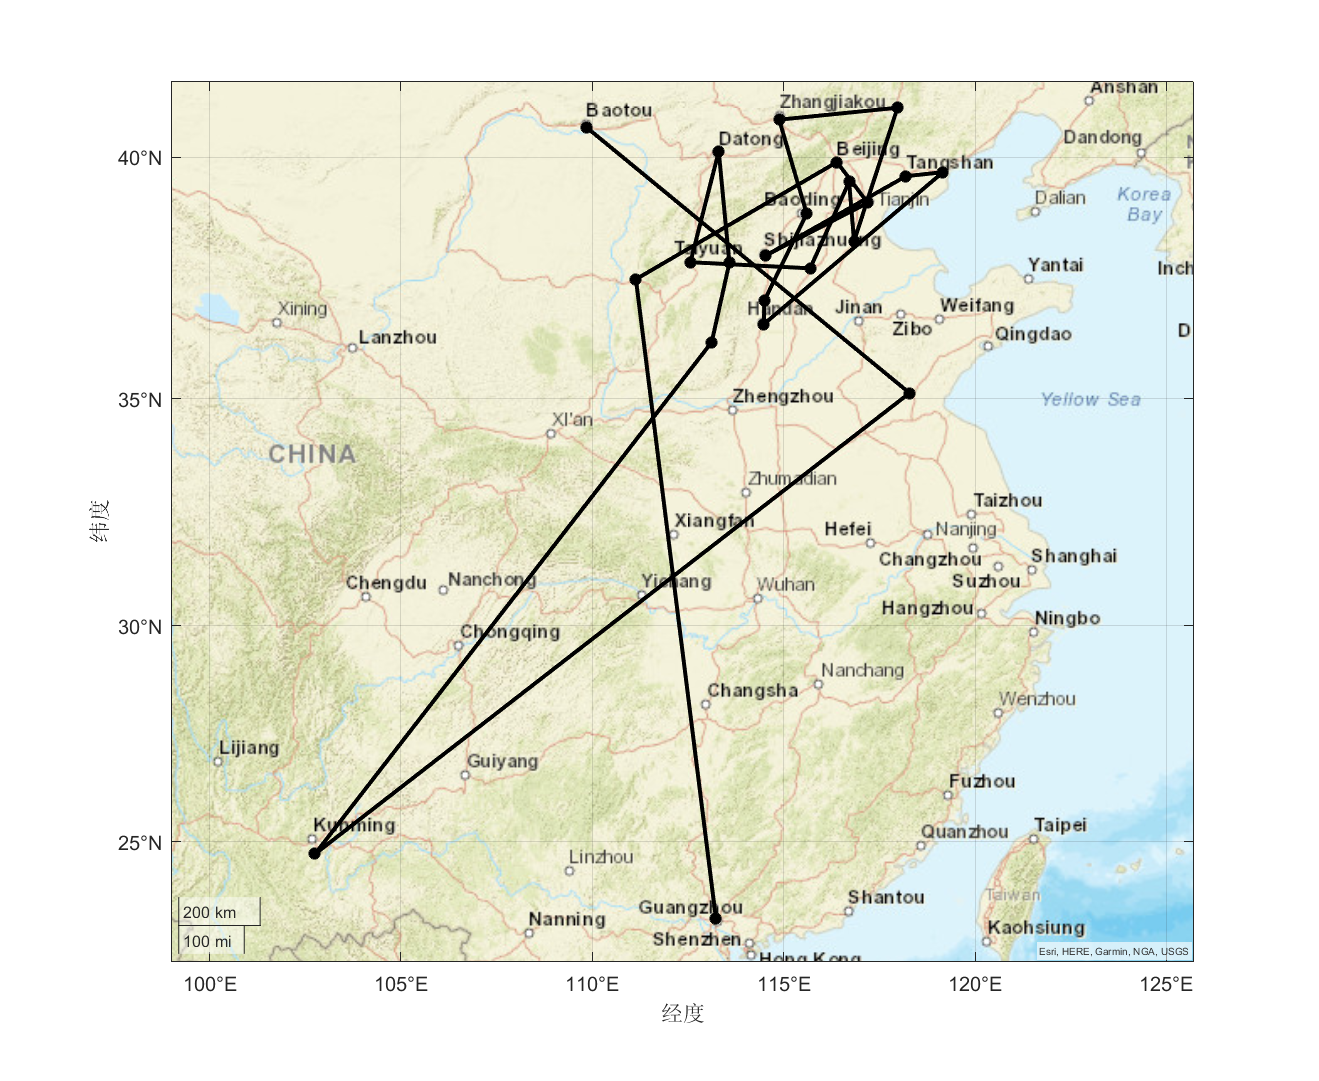 Anshan
Zhangjiakou
Baotou
Dandong
Datong
Beijing
40°N
Tangshan
Korea
Bay
Baoding
Tianjin
Dalian
Shijiazhuang
Taiyuan
Yantai
Inch
Xining
Handan
Jinan
Weifang
Zibo
Qingdao
Lanzhou
D
Zhengzhou
35°N
Yellow Sea
XI'an
CHINA
Zhumadian
Taizhou
Xiangfan
Hefei
Nanjing
Changzhou
Shanghai
Chengdu
Nanchong
Yichang
Wuhan
Suzhou
Hangzhou
30°N
Ningbo
Chongqing
Nanchang
Changsha
Wenzhou
Lijiang
Guiyang
Fuzhou
Kunming
Quanzhou
Taipei
25°N
Linzhou
Taiwan
Shantou
Guangzhou
200 km
Nanning
Kaohsiung
Shenzhen
100 mi
Hong Kong
Esri, HERE, Garmin, NGA, USGS
100°E
105°E
110°E
115°E
120°E
125°E
经度
纬度